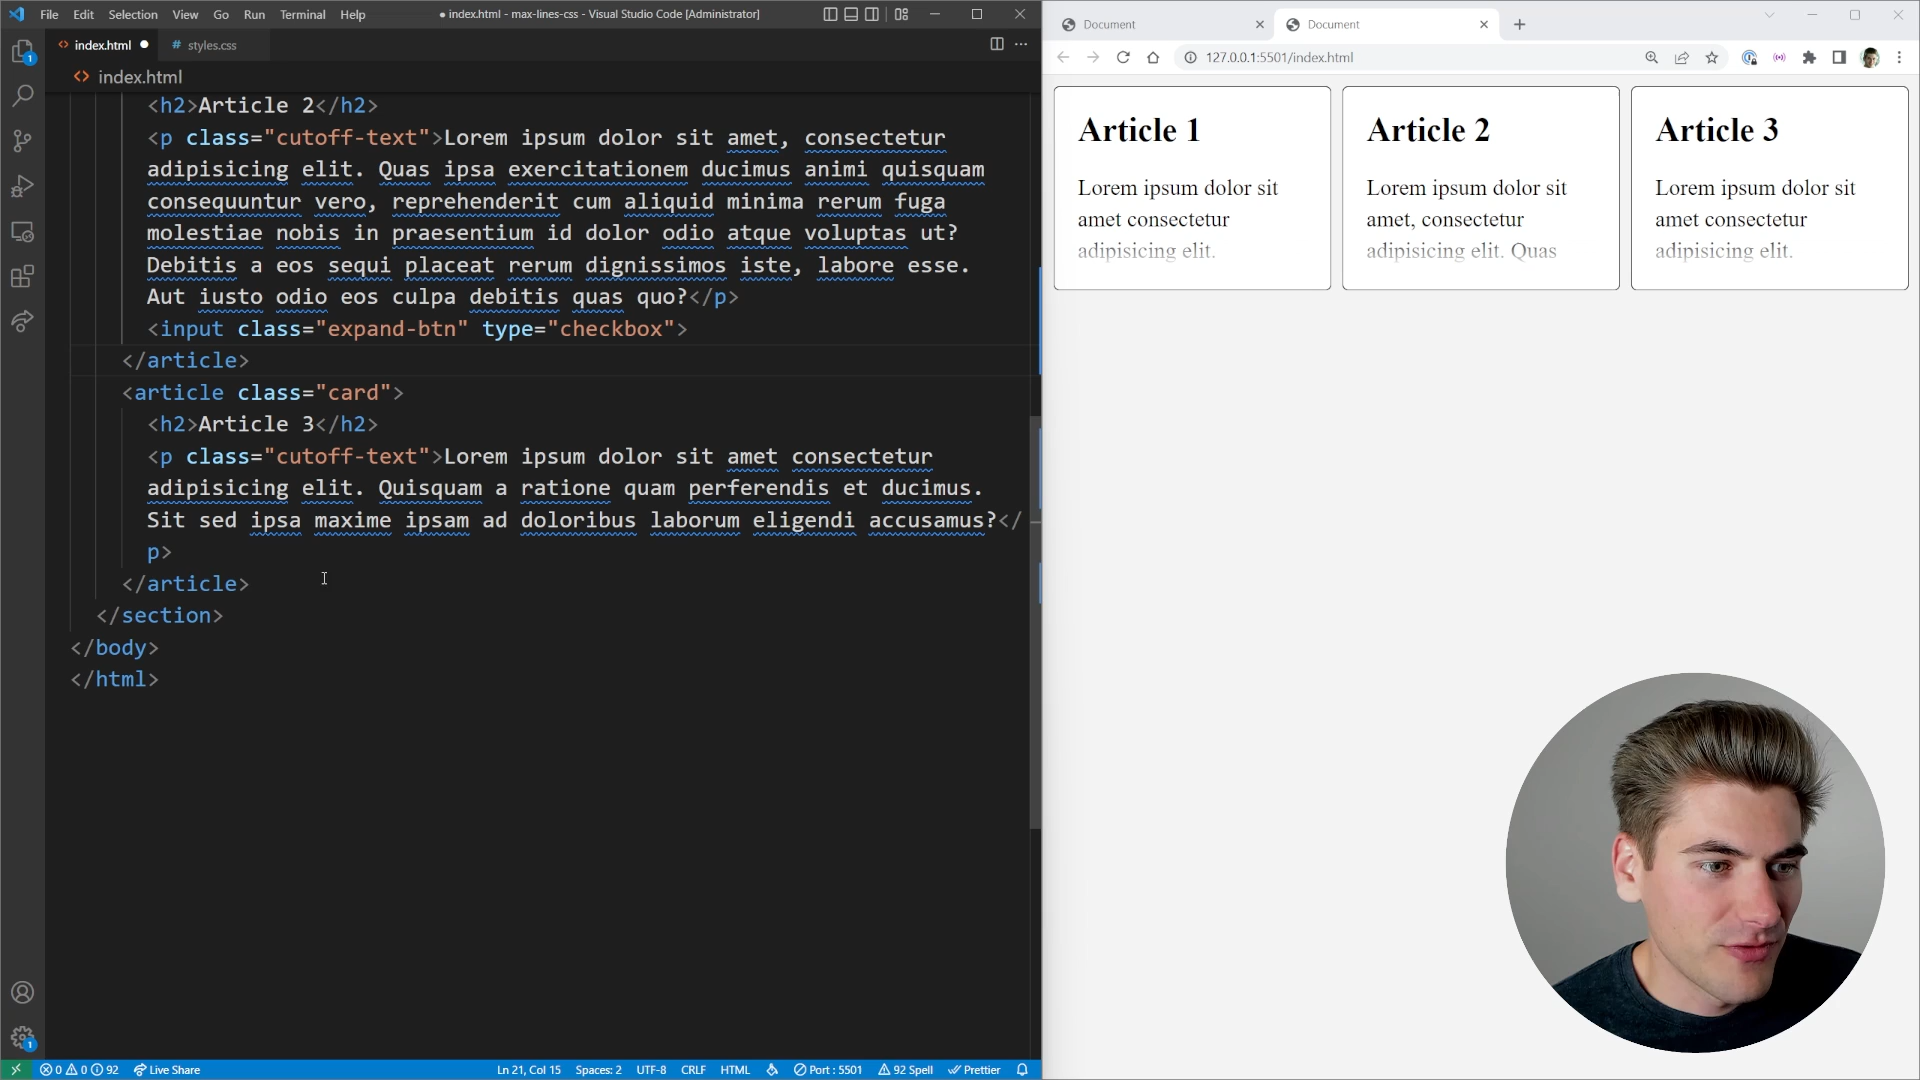 File Edit Selection View Go Run Terminal Help
● index.html - max-lines-css - Visual Studio Code [Administrator]
<> index.html ●
# styles.css
<> index.html
<h2>Article 2</h2>
<p class="cutoff-text">Lorem ipsum dolor sit amet, consectetur
adipisicing elit. Quas ipsa exercitationem ducimus animi quisquam
consequuntur vero, reprehenderit cum aliquid minima rerum fuga
molestiae nobis in praesentium id dolor odio atque voluptas ut?
Debitis a eos sequi placeat rerum dignissimos iste, labore esse.
Aut iusto odio eos culpa debitis quas quo?</p>
<input class="expand-btn" type="checkbox">
</article>
<article class="card">
<h2>Article 3</h2>
<p class="cutoff-text">Lorem ipsum dolor sit amet consectetur
adipisicing elit. Quisquam a ratione quam perferendis et ducimus.
Sit sed ipsa maxime ipsam ad doloribus laborum eligendi accusamus?</
p>
</article>
</section>
</body>
</html>
1
1
0 0 92 Live Share
Ln 21, Col 15 Spaces: 2 UTF-8 CRLF HTML Port : 5501 92 Spell Prettier
Document
Document
127.0.0.1:5501/index.html
Article 1
Lorem ipsum dolor sit
amet consectetur
adipisicing elit.
Article 2
Lorem ipsum dolor sit
amet, consectetur
adipisicing elit. Quas
Article 3
Lorem ipsum dolor sit
amet consectetur
adipisicing elit.